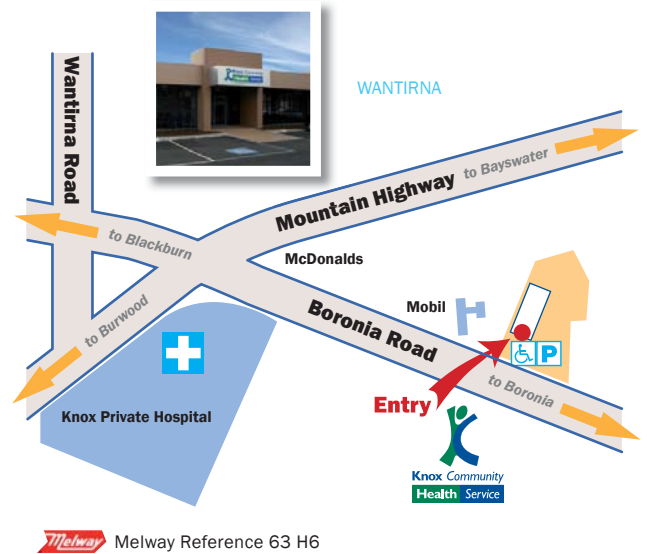 WANTIRNA
Wantirna Road
Mountain Highway
to Bayswater
to Blackburn
McDonalds
to Burwood
Boronia Road
Mobil
P
to Boronia
Knox Private Hospital
Entry
Knox Community
Health Service
Melway Melway Reference 63 H6